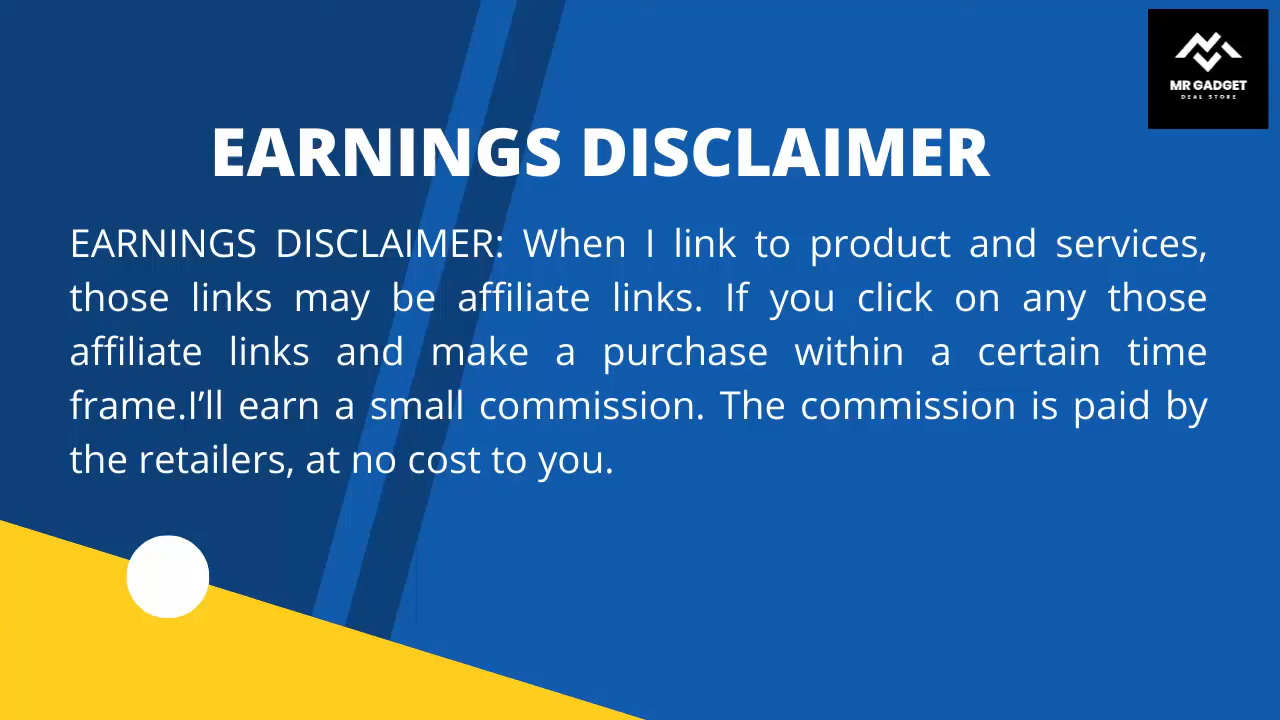 MR GADGET
DEAL STORE
EARNINGS DISCLAIMER
EARNINGS DISCLAIMER: When I link to product and services,
those links may be affiliate links. If you click on any those
affiliate links and make a purchase within a certain time
frame.I’ll earn a small commission. The commission is paid by
the retailers, at no cost to you.